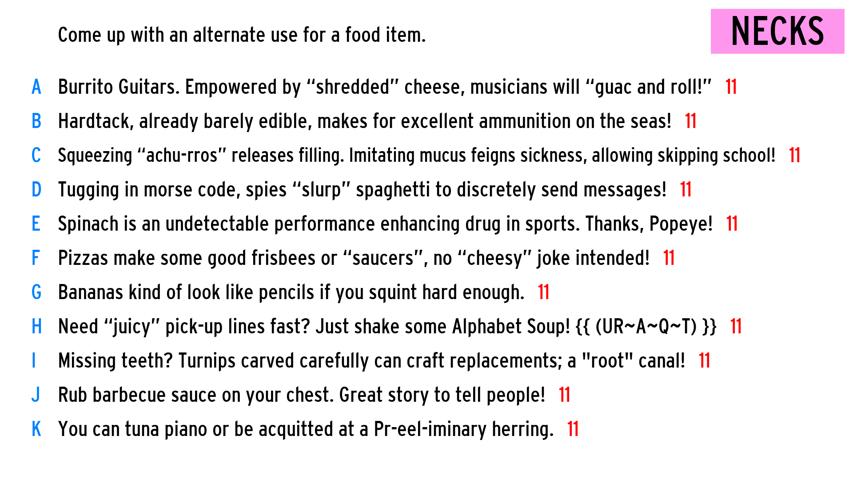 Come up with an alternate use for a food item.
NECKS
A Burrito Guitars. Empowered by “shredded” cheese, musicians will “guac and roll!” 11
B Hardtack, already barely edible, makes for excellent ammunition on the seas! 11
C Squeezing “achu-rros” releases filling. Imitating mucus feigns sickness, allowing skipping school! 11
D Tugging in morse code, spies “slurp” spaghetti to discretely send messages! 11
E Spinach is an undetectable performance enhancing drug in sports. Thanks, Popeye! 11
F Pizzas make some good frisbees or “saucers”, no “cheesy” joke intended! 11
G Bananas kind of look like pencils if you squint hard enough. 11
H Need “juicy” pick-up lines fast? Just shake some Alphabet Soup! {{ (UR~A~Q~T) }} 11
I Missing teeth? Turnips carved carefully can craft replacements; a "root" canal! 11
J Rub barbecue sauce on your chest. Great story to tell people! 11
K You can tuna piano or be acquitted at a Pr-eel-iminary herring. 11